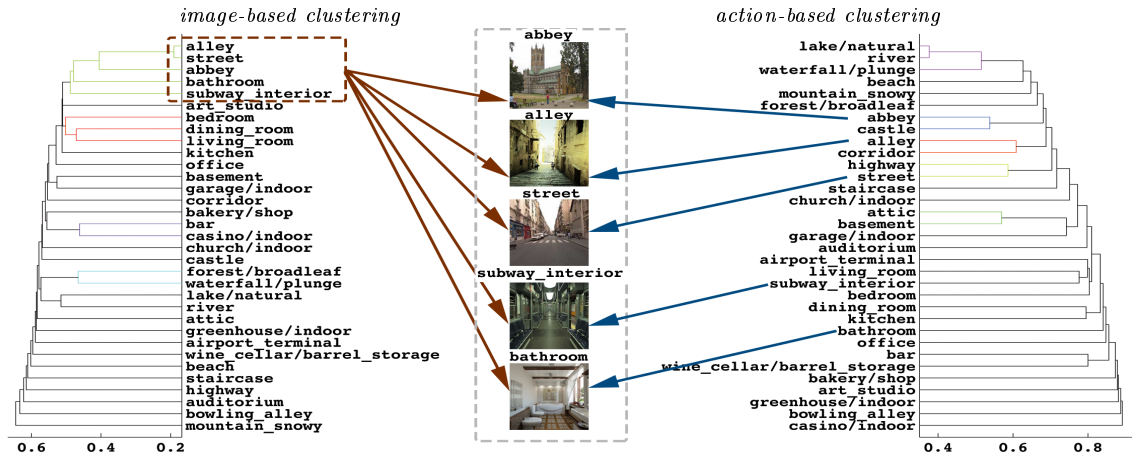 image-based clustering
alley
street
abbey
bathroom
subway_interior
art_studio
bedroom
dining_room
living_room
kitchen
office
basement
garage/indoor
corridor
bakery/shop
bar
casino/indoor
church/indoor
castle
forest/broadleaf
waterfall/plunge
lake/natural
river
attic
greenhouse/indoor
airport_terminal
wine_cellar/barrel_storage
beach
staircase
highway
auditorium
bowling_alley
mountain_snowy
0.6 0.4 0.2
abbey
alley
street
subway_interior
bathroom
action-based clustering
lake/natural
river
waterfall/plunge
beach
mountain_snowy
forest/broadleaf
abbey
castle
alley
corridor
highway
street
staircase
church/indoor
attic
basement
garage/indoor
auditorium
airport_terminal
living_room
subway_interior
bedroom
dining_room
kitchen
bathroom
office
bar
wine_cellar/barrel_storage
bakery/shop
art_studio
greenhouse/indoor
bowling_alley
casino/indoor
0.4 0.6 0.8